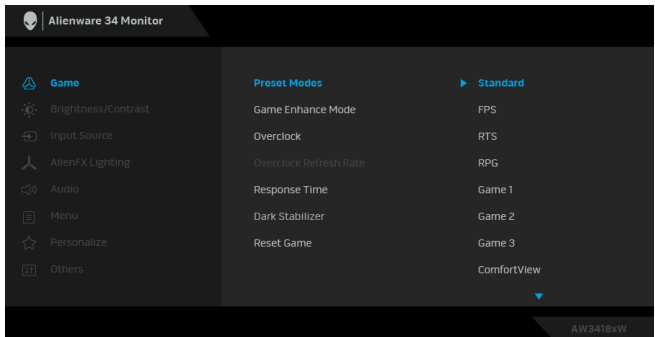 Alienware 34 Monitor
Game
Preset Modes
Standard
Brightness/Contrast
Game Enhance Mode
FPS
Input Source
Overclock
RTS
AlienFX Lighting
Overclock Refresh Rate
RPG
Audio
Response Time
Game 1
Menu
Dark Stabilizer
Game 2
Personalize
Reset Game
Game 3
Others
ComfortView
AW3418xW